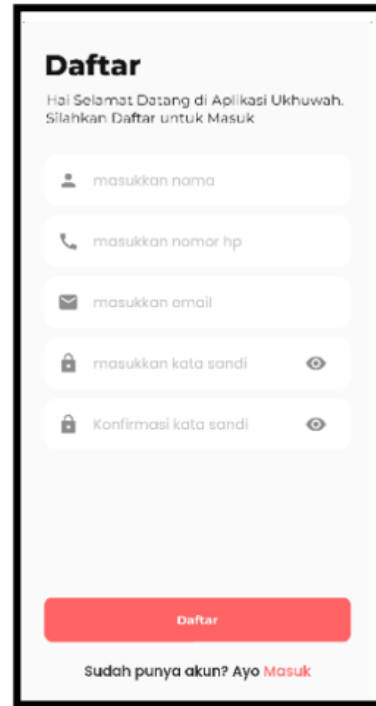 Daftar
Hai Selamat Datang di Aplikasi Ukhuwah.
Silahkan Daftar untuk Masuk
masukkan nama
masukkan nomor hp
masukkan email
masukkan kata sandi
Konfirmasi kata sandi
Daftar
Sudah punya akun? Ayo Masuk